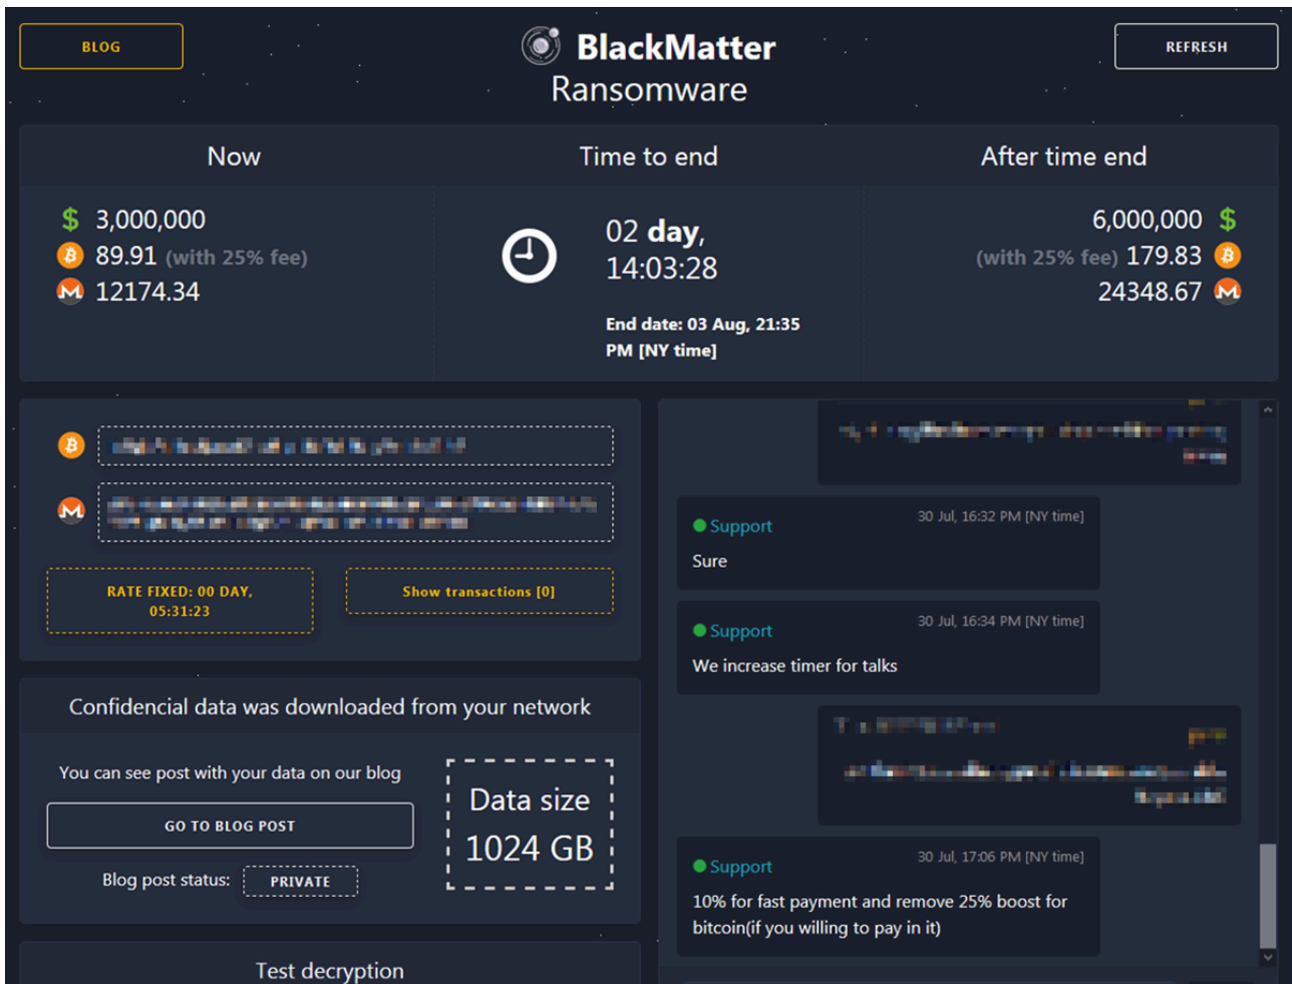 BLOG
BlackMatter
Ransomware
REFRESH
Now
Time to end
After time end
$ 3,000,000
89.91 (with 25% fee)
12174.34
02 day,
14:03:28
End date: 03 Aug, 21:35
PM [NY time]
6,000,000 $
(with 25% fee) 179.83
24348.67
RATE FIXED: 00 DAY,
05:31:23
Show transactions [0]
Confidencial data was downloaded from your network
You can see post with your data on our blog
GO TO BLOG POST
Blog post status: PRIVATE
Data size
1024 GB
Test decryption
Support 30 Jul, 16:32 PM [NY time]
Sure
Support 30 Jul, 16:34 PM [NY time]
We increase timer for talks
Support 30 Jul, 17:06 PM [NY time]
10% for fast payment and remove 25% boost for
bitcoin(if you willing to pay in it)